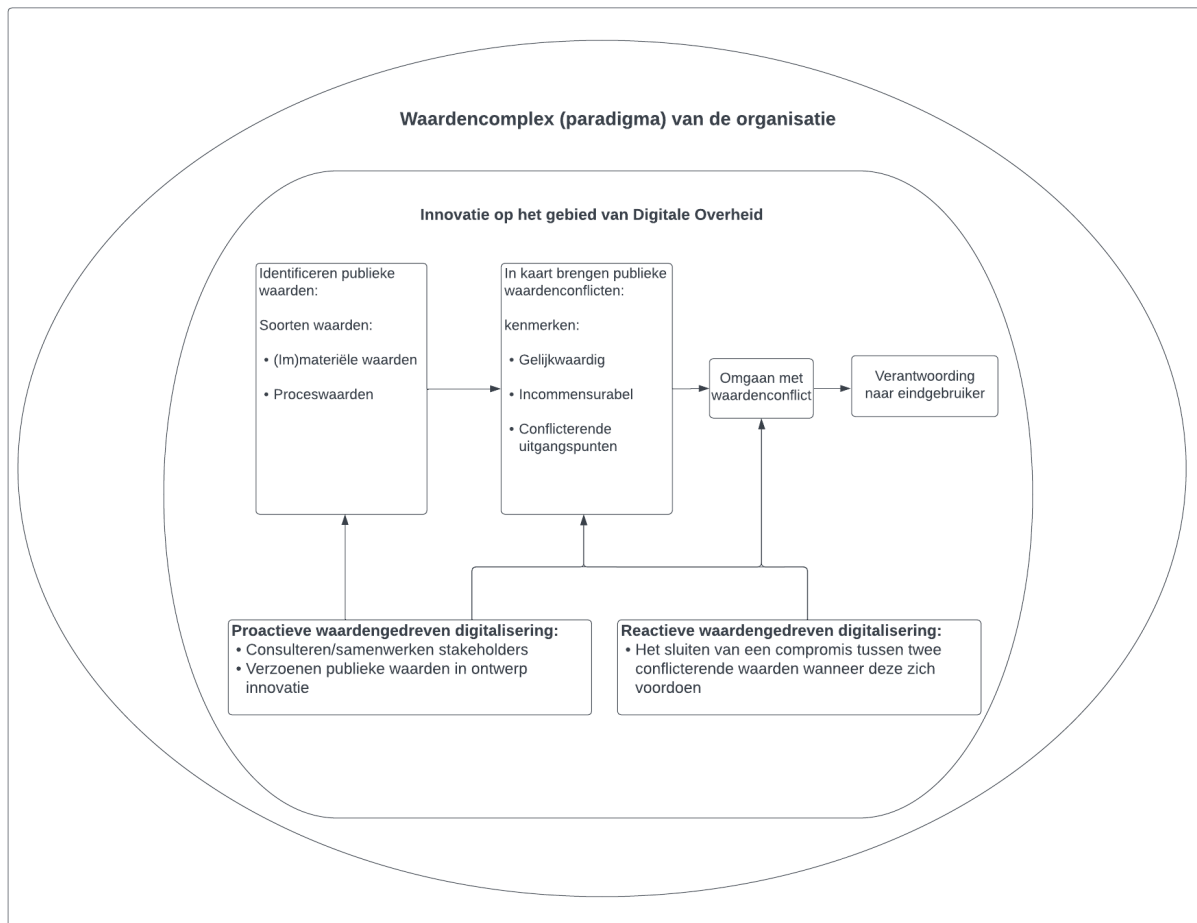 Waardencomplex (paradigma) van de organisatie
Innovatie op het gebied van Digitale Overheid
Identificeren publieke
waarden:
Soorten waarden:
• (Im)materiële waarden
• Proceswaarden
In kaart brengen publieke
waardenconflicten:
kenmerken:
• Gelijkwaardig
• Incommensurabel
• Conflicterende
uitgangspunten
Omgaan met
waardenconflict
Verantwoording
naar eindgebruiker
Proactieve waardengedreven digitalisering:
• Consulteren/samenwerken stakeholders
• Verzoenen publieke waarden in ontwerp
innovatie
Reactieve waardengedreven digitalisering:
• Het sluiten van een compromis tussen twee
conflicterende waarden wanneer deze zich
voordoen